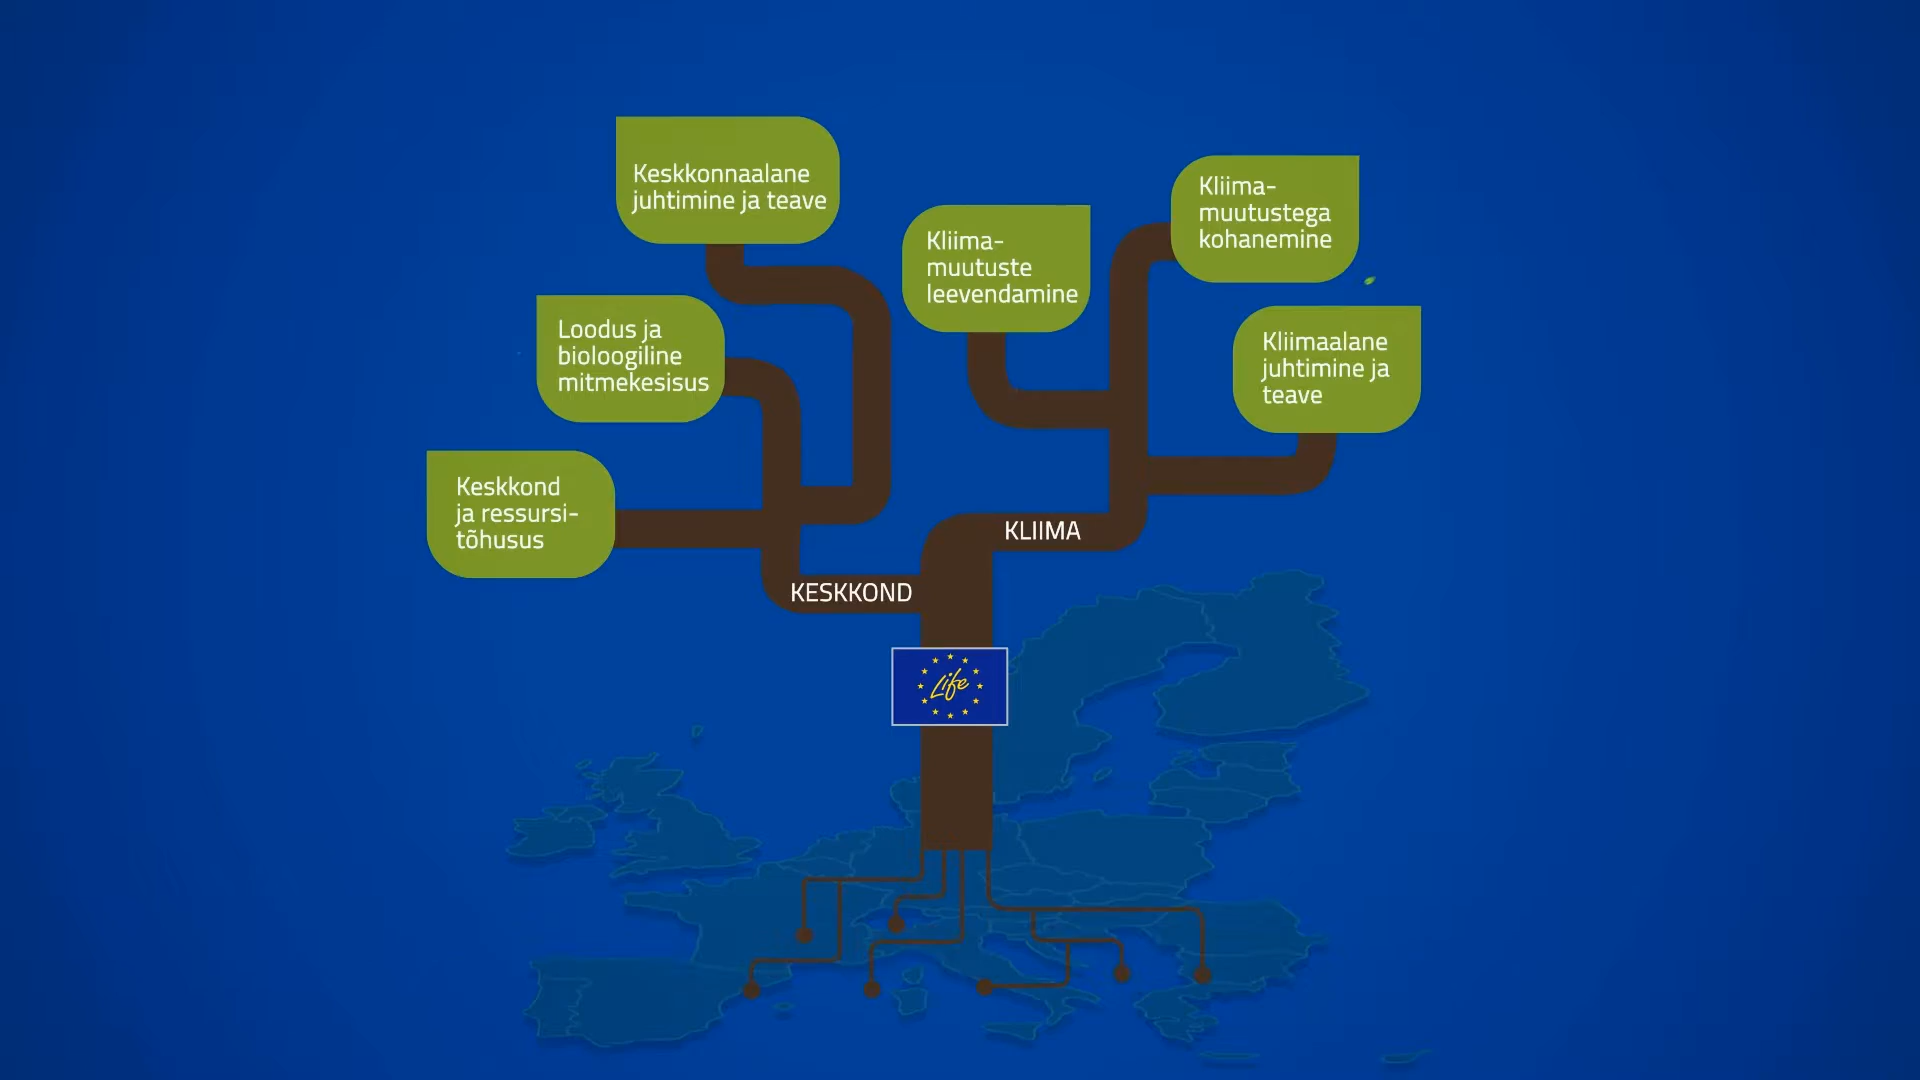 Keskkonnaalane
juhtimine ja teave
Kliima-
muutustega
kohanemine
Kliima-
muutuste
leevendamine
Loodus ja
bioloogiline
mitmekesisus
Kliimaalane
juhtimine ja
teave
Keskkond
ja ressursi-
tõhusus
KLIIMA
KESKKOND
Life